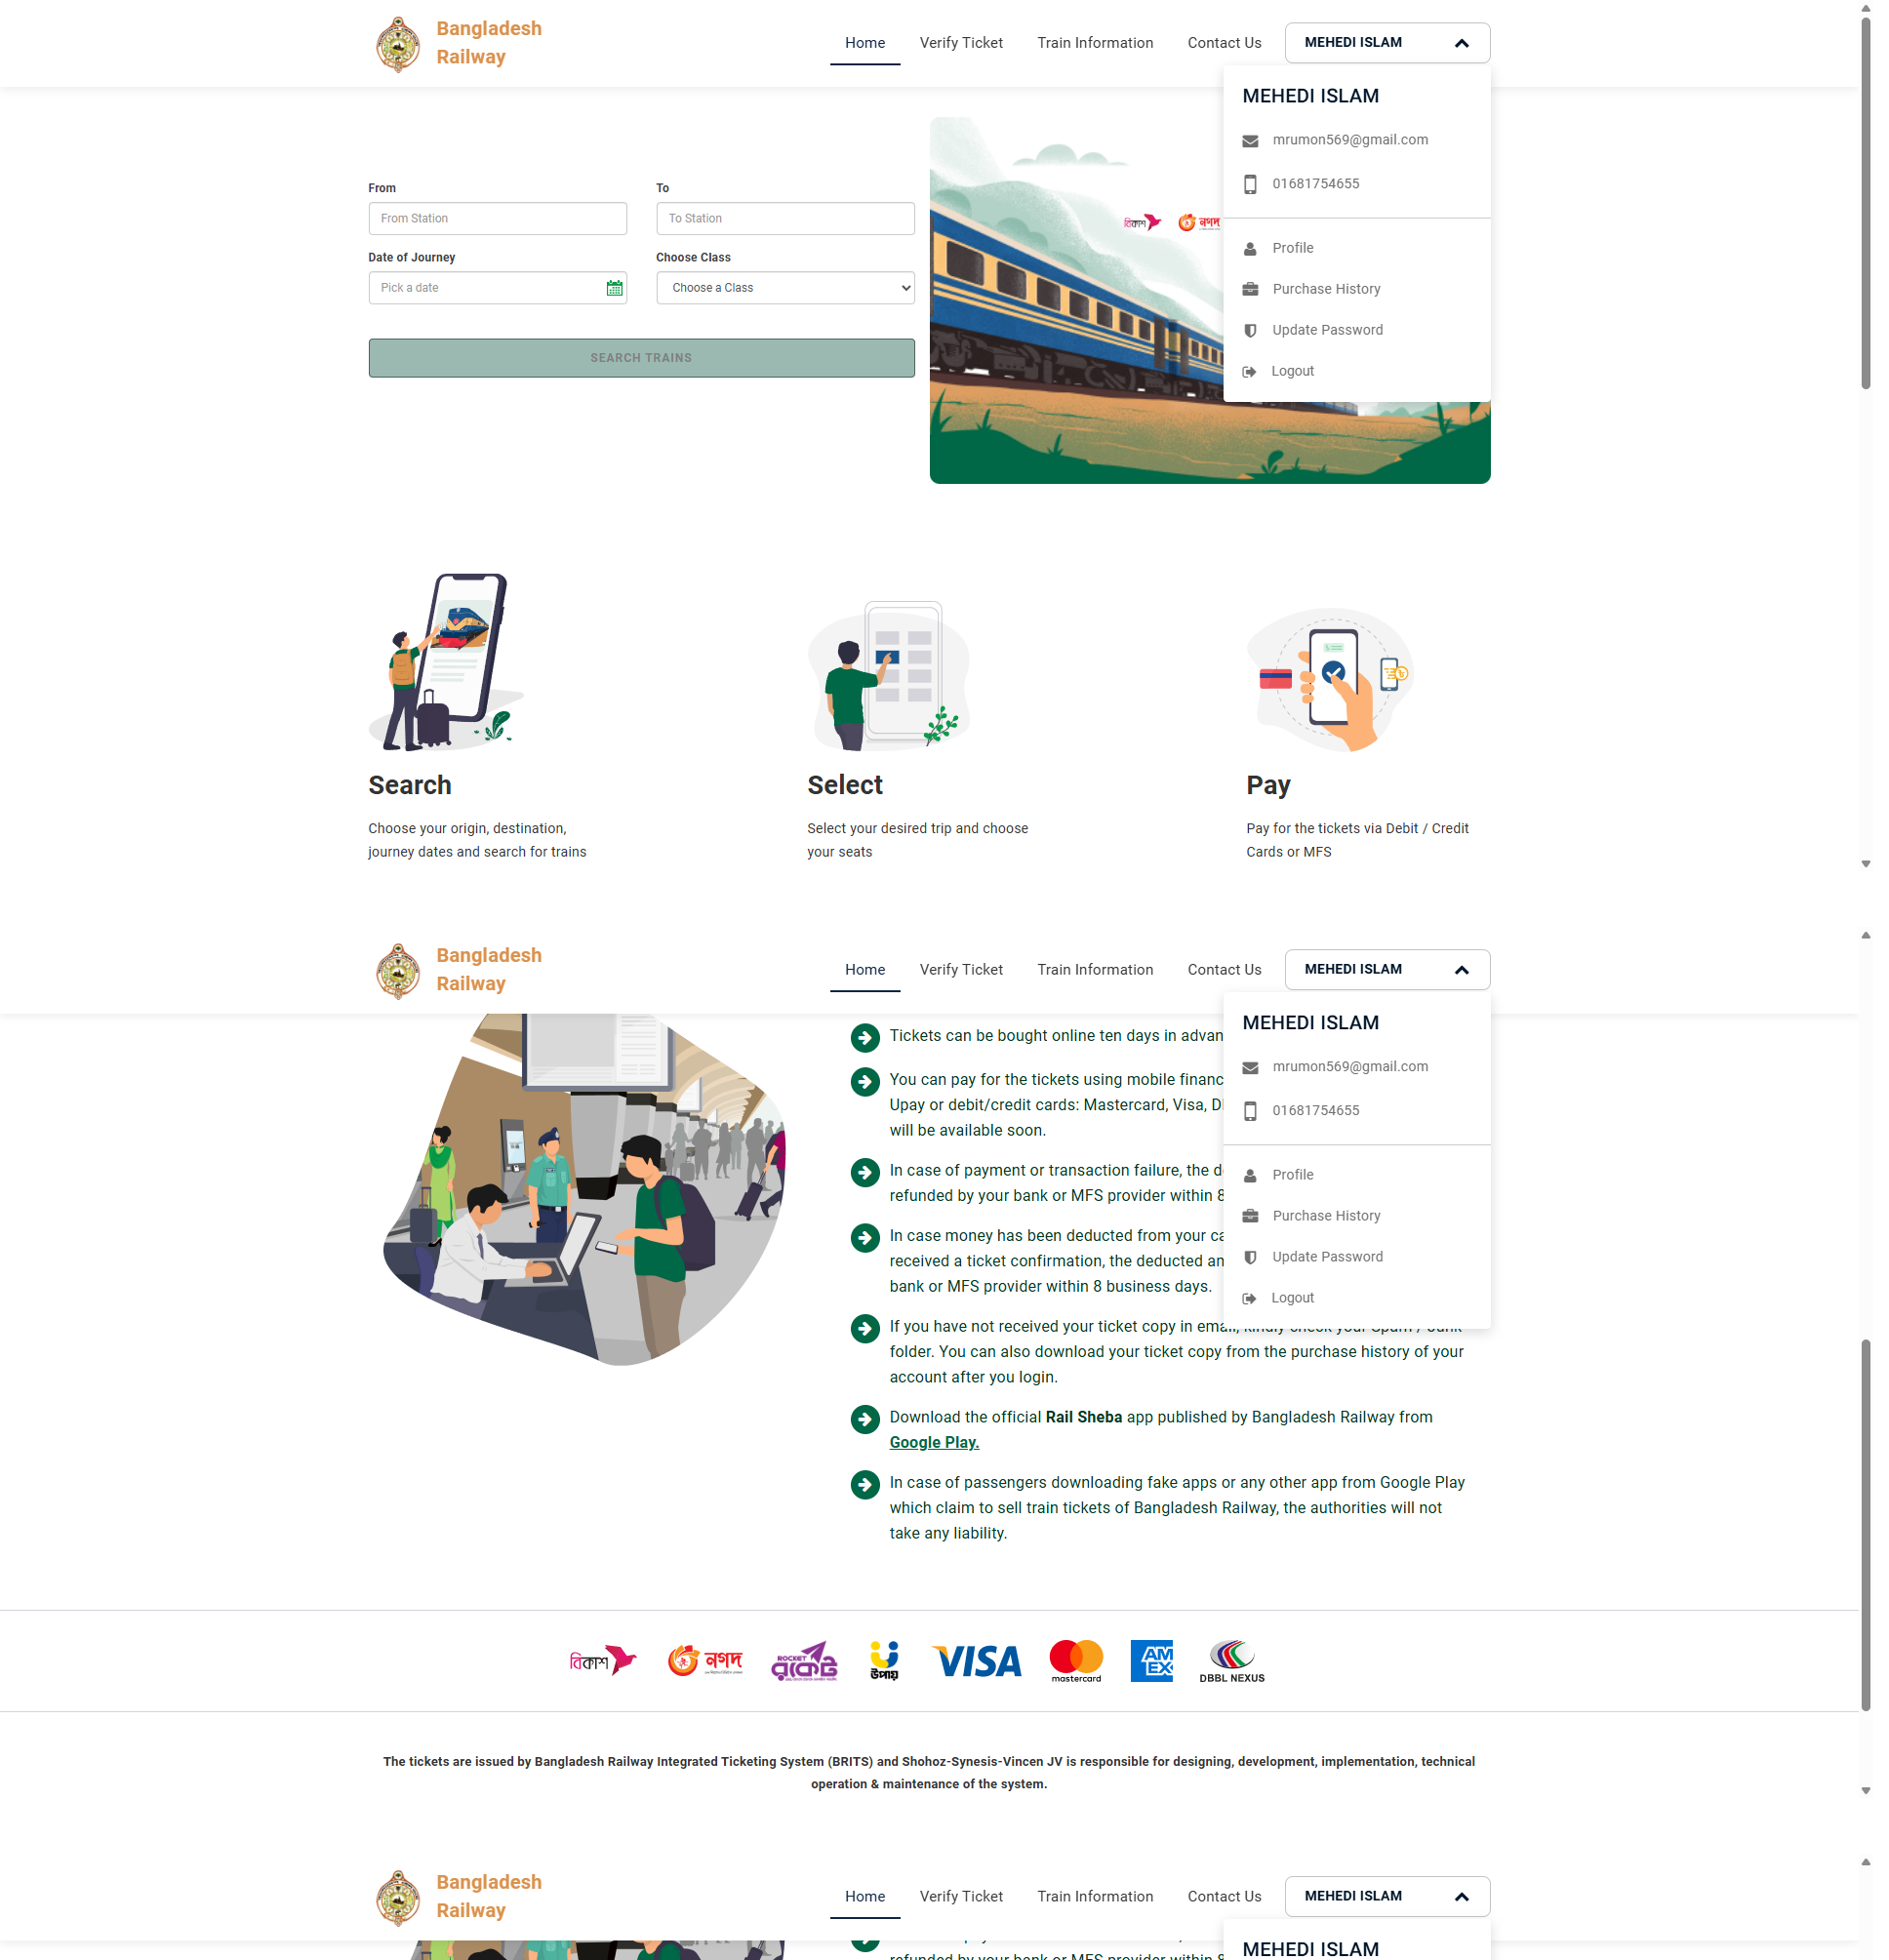 Bangladesh
Railway
Home
Verify Ticket
Train Information
Contact Us
MEHEDI ISLAM
MEHEDI ISLAM
mrumon569@gmail.com
01681754655
Profile
Purchase History
Update Password
Logout
From
From Station
To
To Station
Date of Journey
Pick a date
Choose Class
Choose a Class
SEARCH TRAINS
বিকাশ
নগদ
Search
Choose your origin, destination,
journey dates and search for trains
Select
Select your desired trip and choose
your seats
Pay
Pay for the tickets via Debit / Credit
Cards or MFS
Bangladesh
Railway
Home
Verify Ticket
Train Information
Contact Us
MEHEDI ISLAM
MEHEDI ISLAM
mrumon569@gmail.com
01681754655
Profile
Purchase History
Update Password
Logout
Tickets can be bought online ten days in advan
You can pay for the tickets using mobile financ
Upay or debit/credit cards: Mastercard, Visa, D
will be available soon.
In case of payment or transaction failure, the d
refunded by your bank or MFS provider within 8
In case money has been deducted from your ca
received a ticket confirmation, the deducted an
bank or MFS provider within 8 business days.
If you have not received your ticket copy in email, kindly check your Spam / Junk
folder. You can also download your ticket copy from the purchase history of your
account after you login.
Download the official Rail Sheba app published by Bangladesh Railway from
Google Play.
In case of passengers downloading fake apps or any other app from Google Play
which claim to sell train tickets of Bangladesh Railway, the authorities will not
take any liability.
বিকাশ
নগদ
ROCKET
রকেট
উপায়
VISA
mastercard
AM
EX
DBBL NEXUS
The tickets are issued by Bangladesh Railway Integrated Ticketing System (BRITS) and Shohoz-Synesis-Vincen JV is responsible for designing, development, implementation, technical
operation & maintenance of the system.
Bangladesh
Railway
Home
Verify Ticket
Train Information
Contact Us
MEHEDI ISLAM
MEHEDI ISLAM
refunded by your bank or MFS provider within 8